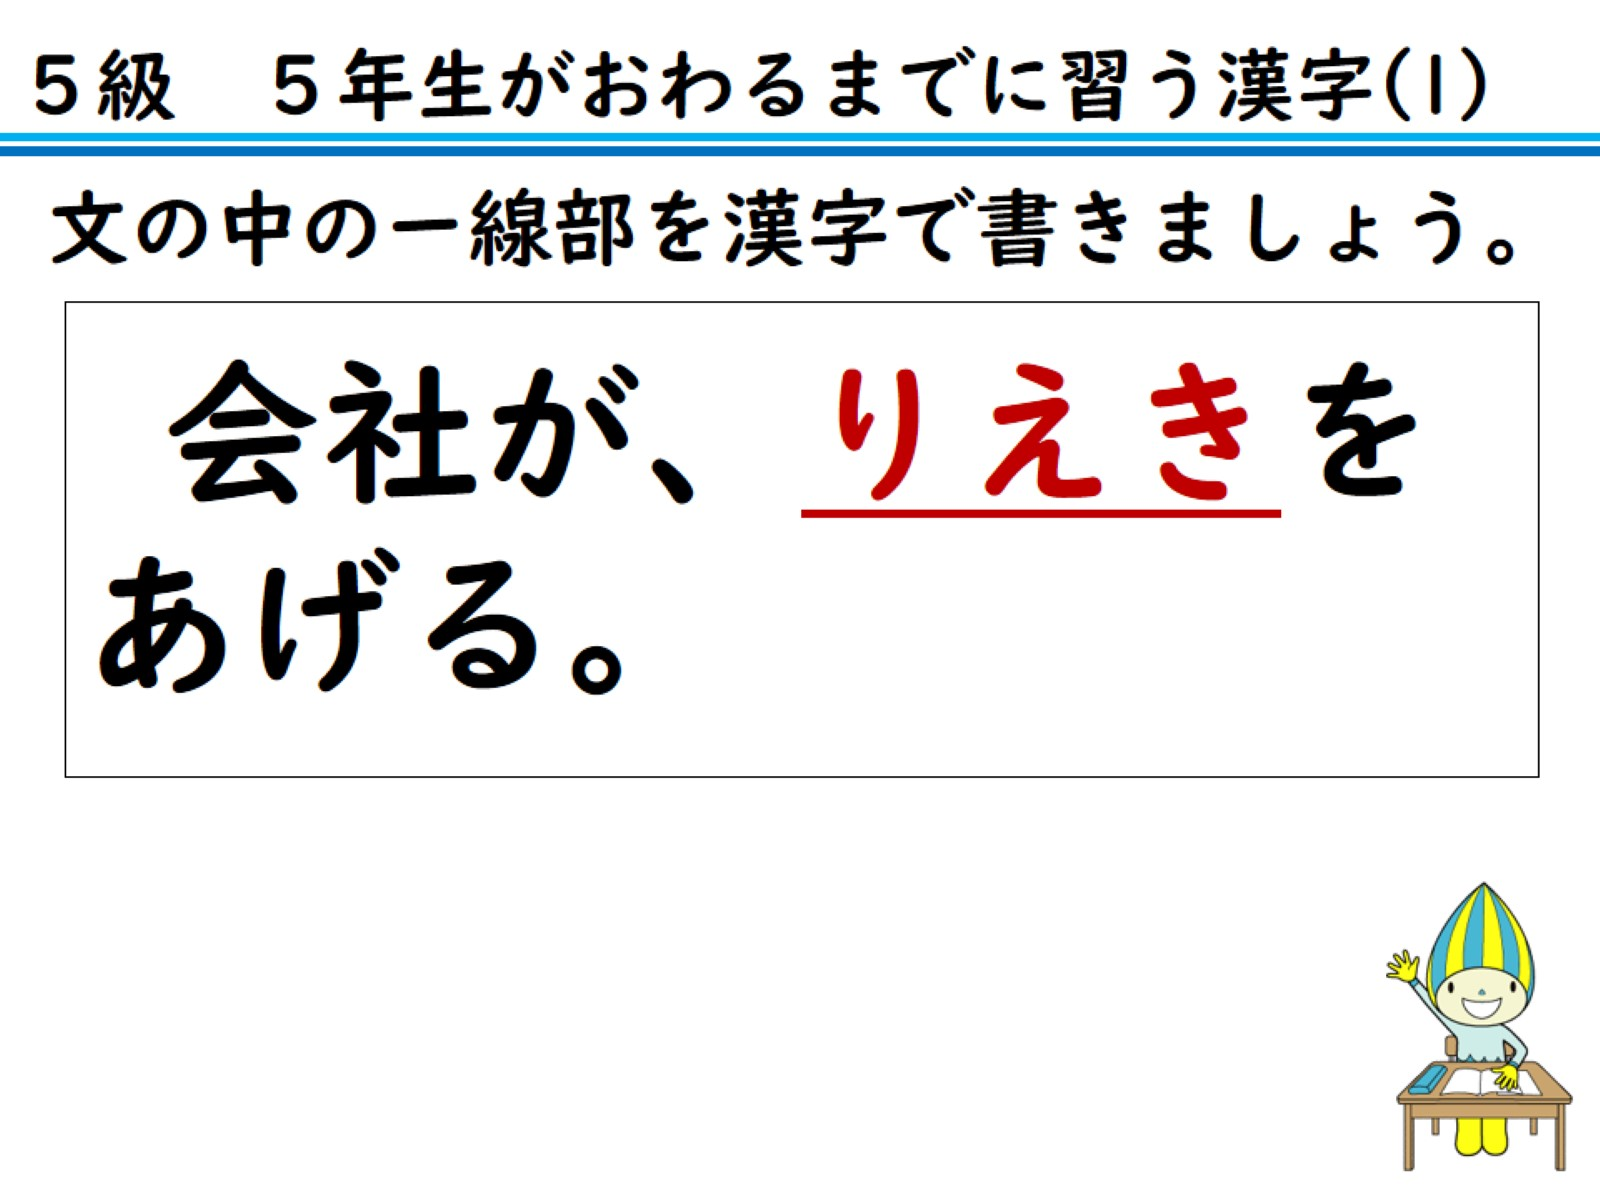 ５級　５年生がおわるまでに習う漢字(1)
文の中の一線部を漢字で書きましょう。
会社が、りえきを
あげる。